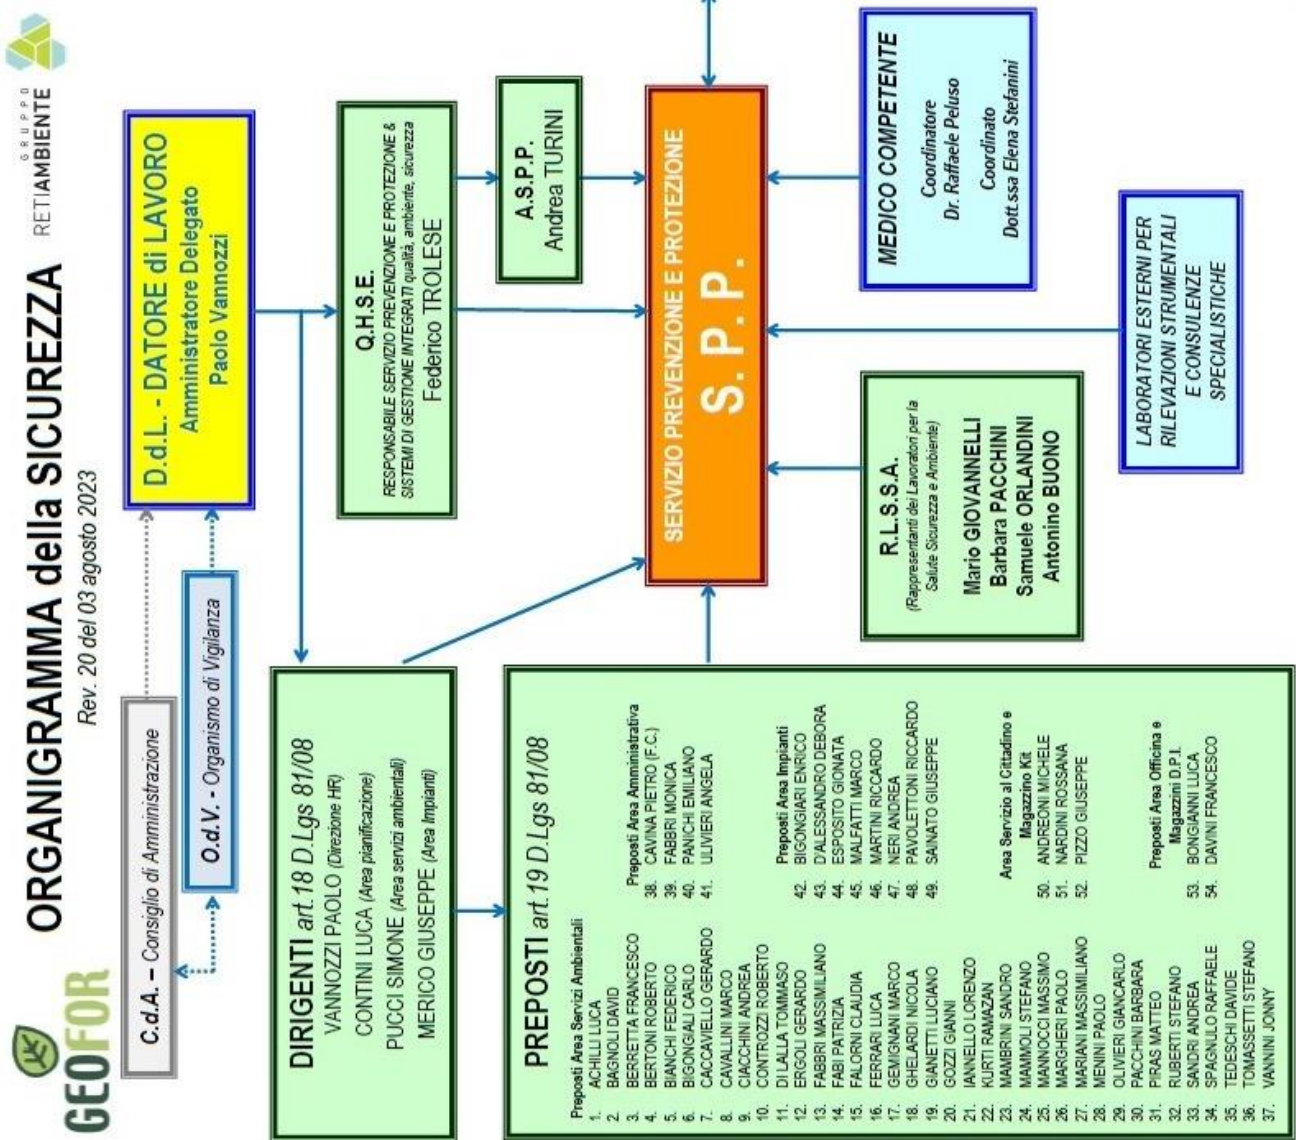 GEOFOR
ORGANIGRAMMA della SICUREZZA
Rev. 20 del 03 agosto 2023
GRUPPO
RETIAMBIENTE
C.d.A. – Consiglio di Amministrazione
O.d.V. - Organismo di Vigilanza
D.d.L. - DATORE di LAVORO
Amministratore Delegato
Paolo Vannozzi
DIRIGENTI art.18 D.Lgs 81/08
VANNOZZI PAOLO (Direzione HR)
CONTINI LUCA (Area pianificazione)
PUCCI SIMONE (Area servizi ambientali)
MERICO GIUSEPPE (Area Impianti)
Q.H.S.E.
RESPONSABILE SERVIZIO PREVENZIONE E PROTEZIONE &
SISTEMI DI GESTIONE INTEGRATI qualità, ambiente, sicurezza
Federico TROLESE
A.S.P.P.
Andrea TURINI
PREPOSTI art.19 D.Lgs 81/08
Preposti Area Servizi Ambientali
1. ACHILLI LUCA
2. BAGNOLI DAVID
3. BERRETTA FRANCESCO
4. BERTONI ROBERTO
5. BIANCHI FEDERICO
6. BIGONGIALI CARLO
7. CACCAVIELLO GERARDO
8. CAVALLINI MARCO
9. CIACCHINI ANDREA
10. CONTROZZI ROBERTO
11. DI LALLA TOMMASO
12. ERGOLI GERARDO
13. FABBRI MASSIMILIANO
14. FABI PATRIZIA
15. FALORNI CLAUDIA
16. FERRARI LUCA
17. GEMIGNANI MARCO
18. GHELARDI NICOLA
19. GIANETTI LUCIANO
20. GOZZI GIANNI
21. IANNELLO LORENZO
22. KURTI RAMAZAN
23. MAMBRINI SANDRO
24. MAMMOLI STEFANO
25. MANNOCCI MASSIMO
26. MARGHERI PAOLO
27. MARIANI MASSIMILIANO
28. MENINI PAOLO
29. OLIVIERI GIANCARLO
30. PACCHINI BARBARA
31. PIRAS MATTEO
32. RUBERTI STEFANO
33. SANDRI ANDREA
34. SPAGNULO RAFFAELE
35. TEDESCHI DAVIDE
36. TOMASSETTI STEFANO
37. VANNINI JONNY
Preposti Area Amministrativa
38. CAVINA PIETRO (F.C.)
39. FABBRI MONICA
40. PANICHI EMILIANO
41. ULIVIERI ANGELA
Preposti Area Impianti
42. BIGONGIARI ENRICO
43. D'ALESSANDRO DEBORA
44. ESPOSITO GIONATA
45. MALFATTI MARCO
46. MARTINI RICCARDO
47. NERI ANDREA
48. PAVOLETTONI RICCARDO
49. SAINATO GIUSEPPE
Area Servizio al Cittadino e
Magazzino Kit
50. ANDREONI MICHELE
51. NARDINI ROSSANA
52. PIZZO GIUSEPPE
Preposti Area Officina e
Magazzini D.P.I.
53. BONGIANNI LUCA
54. DAVINI FRANCESCO
SERVIZIO PREVENZIONE E PROTEZIONE
S. P. P.
R.L.S.S.A.
(Rappresentanti dei Lavoratori per la
Salute Sicurezza e Ambiente)
Mario GIOVANNELLI
Barbara PACCHINI
Samuele ORLANDINI
Antonino BUONO
MEDICO COMPETENTE
Coordinatore
Dr. Raffaele Peluso
Coordinato
Dott.ssa Elena Stefanini
LABORATORI ESTERNI PER
RILEVAZIONI STRUMENTALI
E CONSULENZE
SPECIALISTICHE